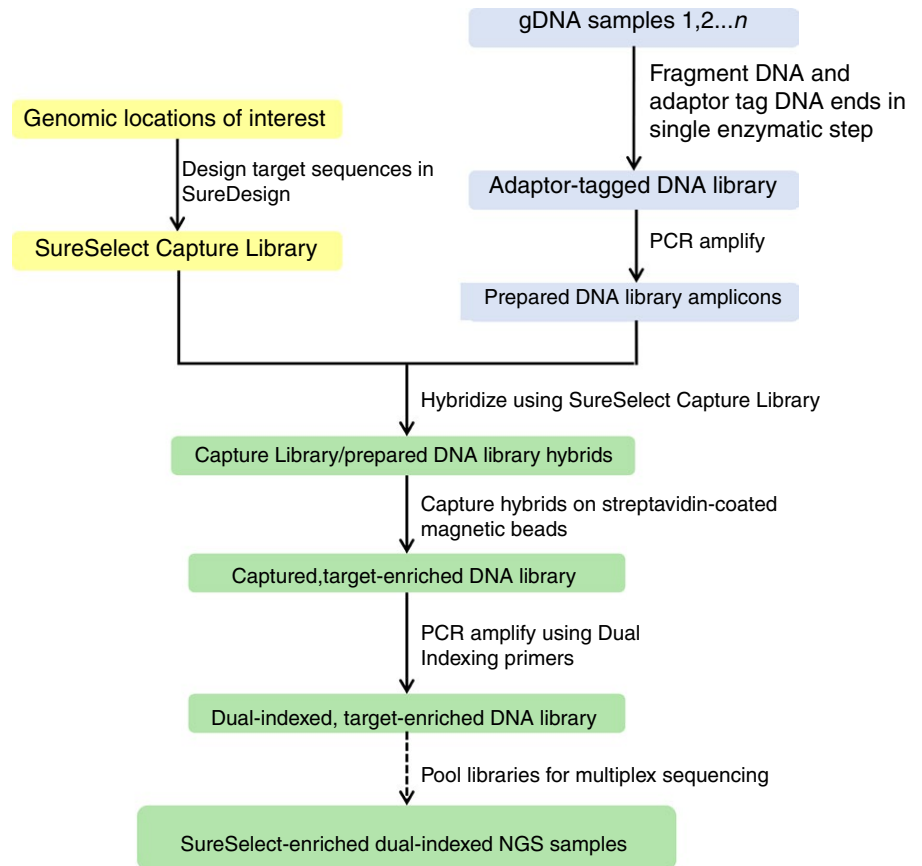 gDNA samples 1,2...n
Fragment DNA and
adaptor tag DNA ends in
single enzymatic step
Genomic locations of interest
Design target sequences in
SureDesign
Adaptor-tagged DNA library
SureSelect Capture Library
PCR amplify
Prepared DNA library amplicons
Hybridize using SureSelect Capture Library
Capture Library/prepared DNA library hybrids
Capture hybrids on streptavidin-coated
magnetic beads
Captured,target-enriched DNA library
PCR amplify using Dual
Indexing primers
Dual-indexed, target-enriched DNA library
Pool libraries for multiplex sequencing
SureSelect-enriched dual-indexed NGS samples